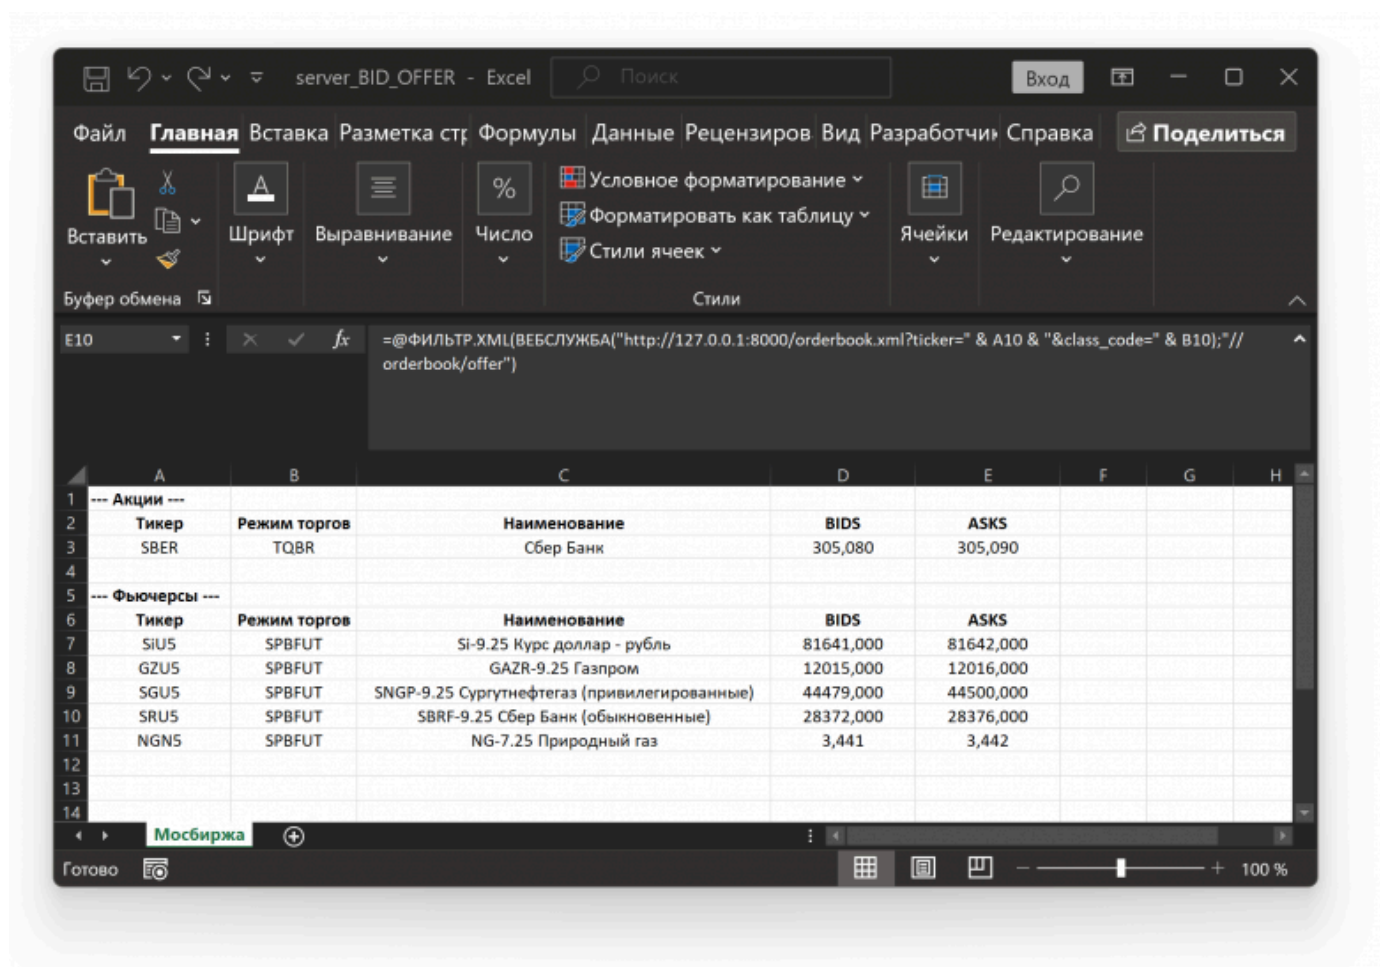 server_BID_OFFER - Excel Поиск Вход
Файл Главная Вставка Разметка стр Формулы Данные Рецензиров Вид Разработчик Справка Поделиться
Вставить
Шрифт
Выравнивание
Число
Условное форматирование
Форматировать как таблицу
Стили ячеек
Ячейки
Редактирование
Буфер обмена Стили
E10 fx =@ФИЛЬТР.XML(ВЕБСЛУЖБА("http://127.0.0.1:8000/orderbook.xml?ticker=" & A10 & "&class_code=" & B10);"//
orderbook/offer")
A B C D E F G H
1 --- Акции ---
2 Тикер Режим торгов Наименование BIDS ASKS
3 SBER TQBR Сбер Банк 305,080 305,090
4
5 --- Фьючерсы ---
6 Тикер Режим торгов Наименование BIDS ASKS
7 SiU5 SPBFUT Si-9.25 Курс доллар - рубль 81641,000 81642,000
8 GZU5 SPBFUT GAZR-9.25 Газпром 12015,000 12016,000
9 SGU5 SPBFUT SNGP-9.25 Сургутнефтегаз (привилегированные) 44479,000 44500,000
10 SRU5 SPBFUT SBRF-9.25 Сбер Банк (обыкновенные) 28372,000 28376,000
11 NGN5 SPBFUT NG-7.25 Природный газ 3,441 3,442
12
13
14
Мосбиржа
Готово 100 %